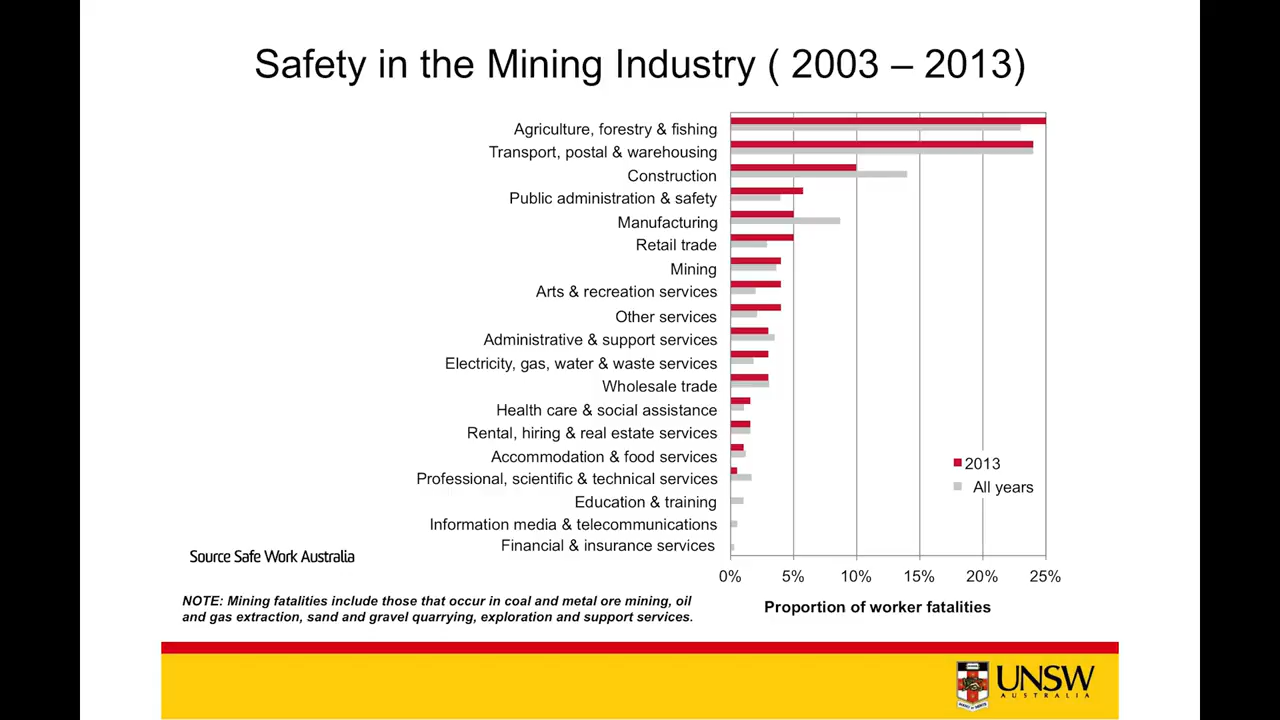 Safety in the Mining Industry ( 2003 – 2013)
Agriculture, forestry & fishing
Transport, postal & warehousing
Construction
Public administration & safety
Manufacturing
Retail trade
Mining
Arts & recreation services
Other services
Administrative & support services
Electricity, gas, water & waste services
Wholesale trade
Health care & social assistance
Rental, hiring & real estate services
Accommodation & food services
Professional, scientific & technical services
Education & training
Information media & telecommunications
Financial & insurance services
2013
All years
0% 5% 10% 15% 20% 25%
Proportion of worker fatalities
Source Safe Work Australia
NOTE: Mining fatalities include those that occur in coal and metal ore mining, oil
and gas extraction, sand and gravel quarrying, exploration and support services.
UNSW
AUSTRALIA